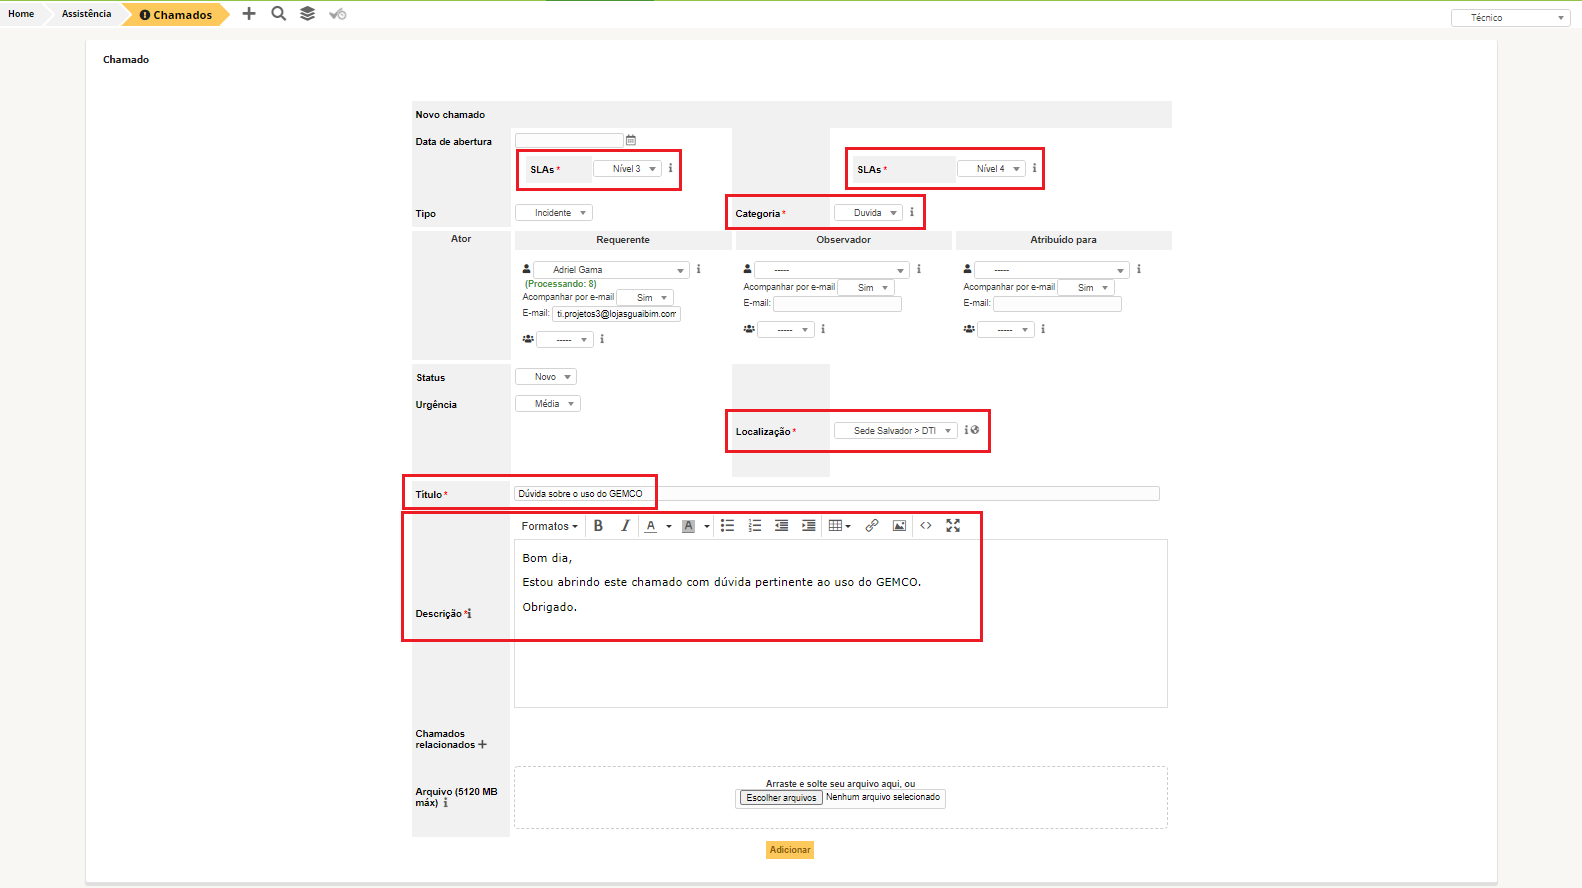 Home Assistência Chamados
Técnico
Chamado
Novo chamado
Data de abertura
SLAs * Nível 3 SLAs * Nível 4
Tipo Incidente Categoria * Duvida
Ator Requerente Observador Atribuído para
Adriel Gama ----- -----
(Processando: 8)
Acompanhar por e-mail Sim Acompanhar por e-mail Sim Acompanhar por e-mail Sim
E-mail: ti.projetos3@lojasguaibim.com E-mail: E-mail:
----- ----- -----
Status Novo
Urgência Média
Localização * Sede Salvador > DTI
Título * Dúvida sobre o uso do GEMCO
Formatos B I A A
Bom dia,
Estou abrindo este chamado com dúvida pertinente ao uso do GEMCO.
Obrigado.
Descrição *
Chamados
relacionados
Arquivo (5120 MB
máx)
Arraste e solte seu arquivo aqui, ou
Escolher arquivos Nenhum arquivo selecionado
Adicionar